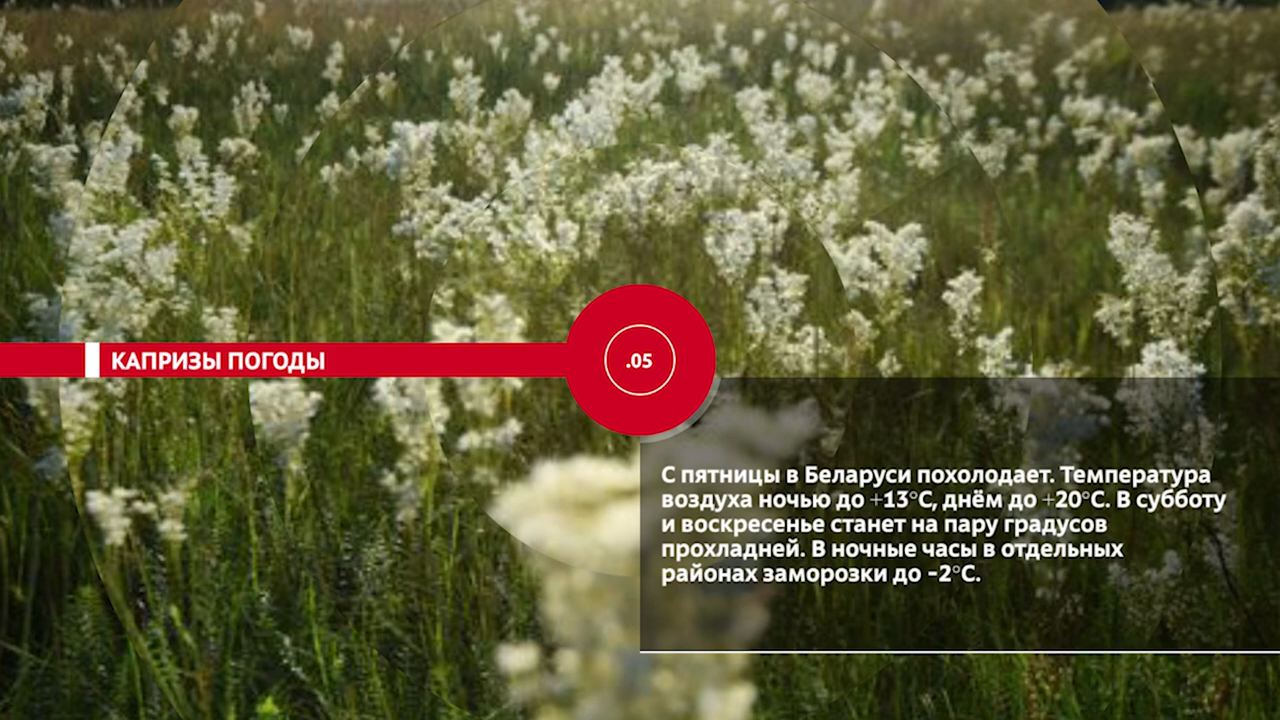 КАПРИЗЫ ПОГОДЫ
.05
С пятницы в Беларуси похолодает. Температура
воздуха ночью до +13°С, днём до +20°С. В субботу
и воскресенье станет на пару градусов
прохладней. В ночные часы в отдельных
районах заморозки до -2°С.